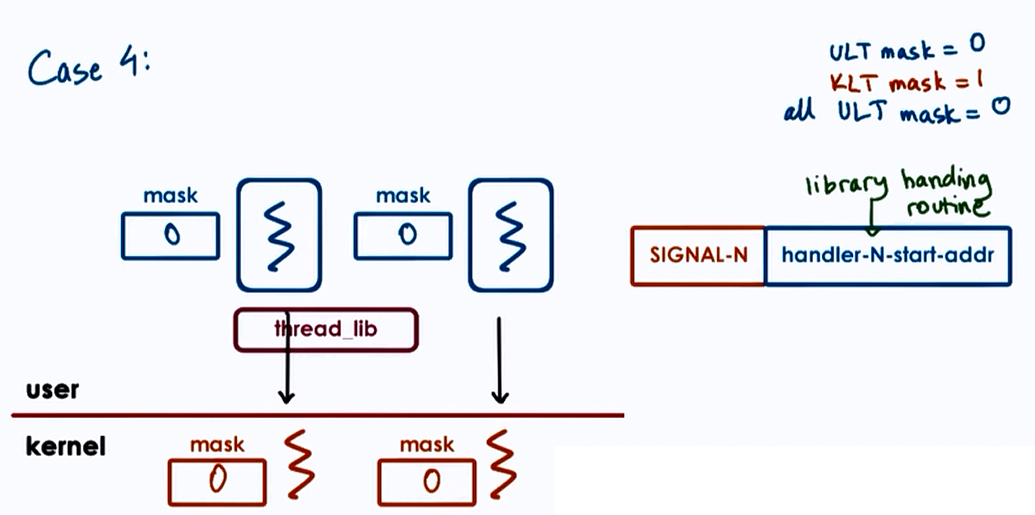 Case 4:
ULT mask = 0
KLT mask = 1
all ULT mask = 0
library handing
routine
mask
mask
0
0
SIGNAL-N
handler-N-start-addr
thread_lib
user
kernel
mask
mask
0
0